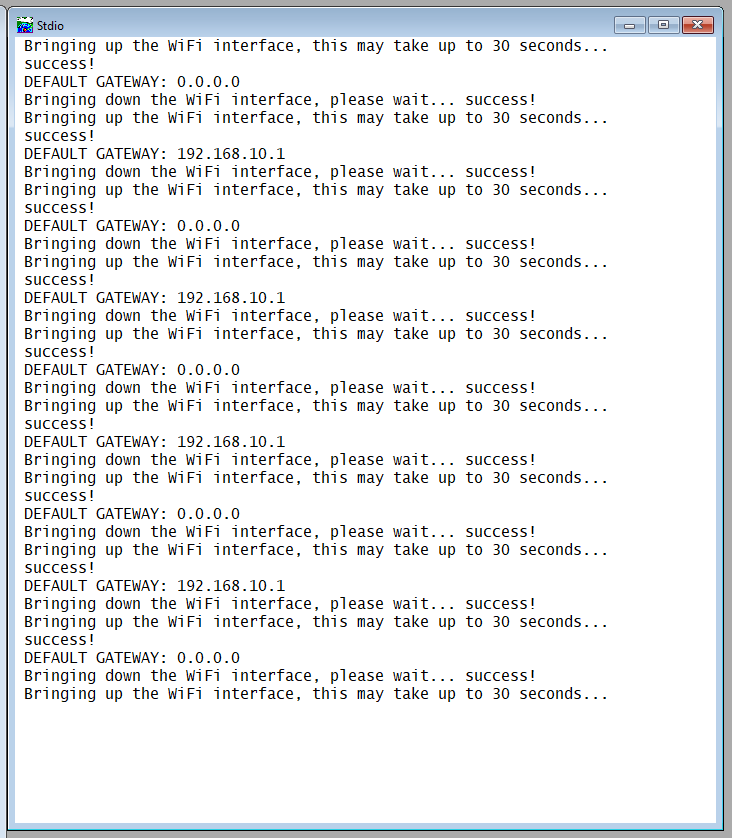 Stdio
Bringing up the WiFi interface, this may take up to 30 seconds...
success!
DEFAULT GATEWAY: 0.0.0.0
Bringing down the WiFi interface, please wait... success!
Bringing up the WiFi interface, this may take up to 30 seconds...
success!
DEFAULT GATEWAY: 192.168.10.1
Bringing down the WiFi interface, please wait... success!
Bringing up the WiFi interface, this may take up to 30 seconds...
success!
DEFAULT GATEWAY: 0.0.0.0
Bringing down the WiFi interface, please wait... success!
Bringing up the WiFi interface, this may take up to 30 seconds...
success!
DEFAULT GATEWAY: 192.168.10.1
Bringing down the WiFi interface, please wait... success!
Bringing up the WiFi interface, this may take up to 30 seconds...
success!
DEFAULT GATEWAY: 0.0.0.0
Bringing down the WiFi interface, please wait... success!
Bringing up the WiFi interface, this may take up to 30 seconds...
success!
DEFAULT GATEWAY: 192.168.10.1
Bringing down the WiFi interface, please wait... success!
Bringing up the WiFi interface, this may take up to 30 seconds...
success!
DEFAULT GATEWAY: 0.0.0.0
Bringing down the WiFi interface, please wait... success!
Bringing up the WiFi interface, this may take up to 30 seconds...
success!
DEFAULT GATEWAY: 192.168.10.1
Bringing down the WiFi interface, please wait... success!
Bringing up the WiFi interface, this may take up to 30 seconds...
success!
DEFAULT GATEWAY: 0.0.0.0
Bringing down the WiFi interface, please wait... success!
Bringing up the WiFi interface, this may take up to 30 seconds...